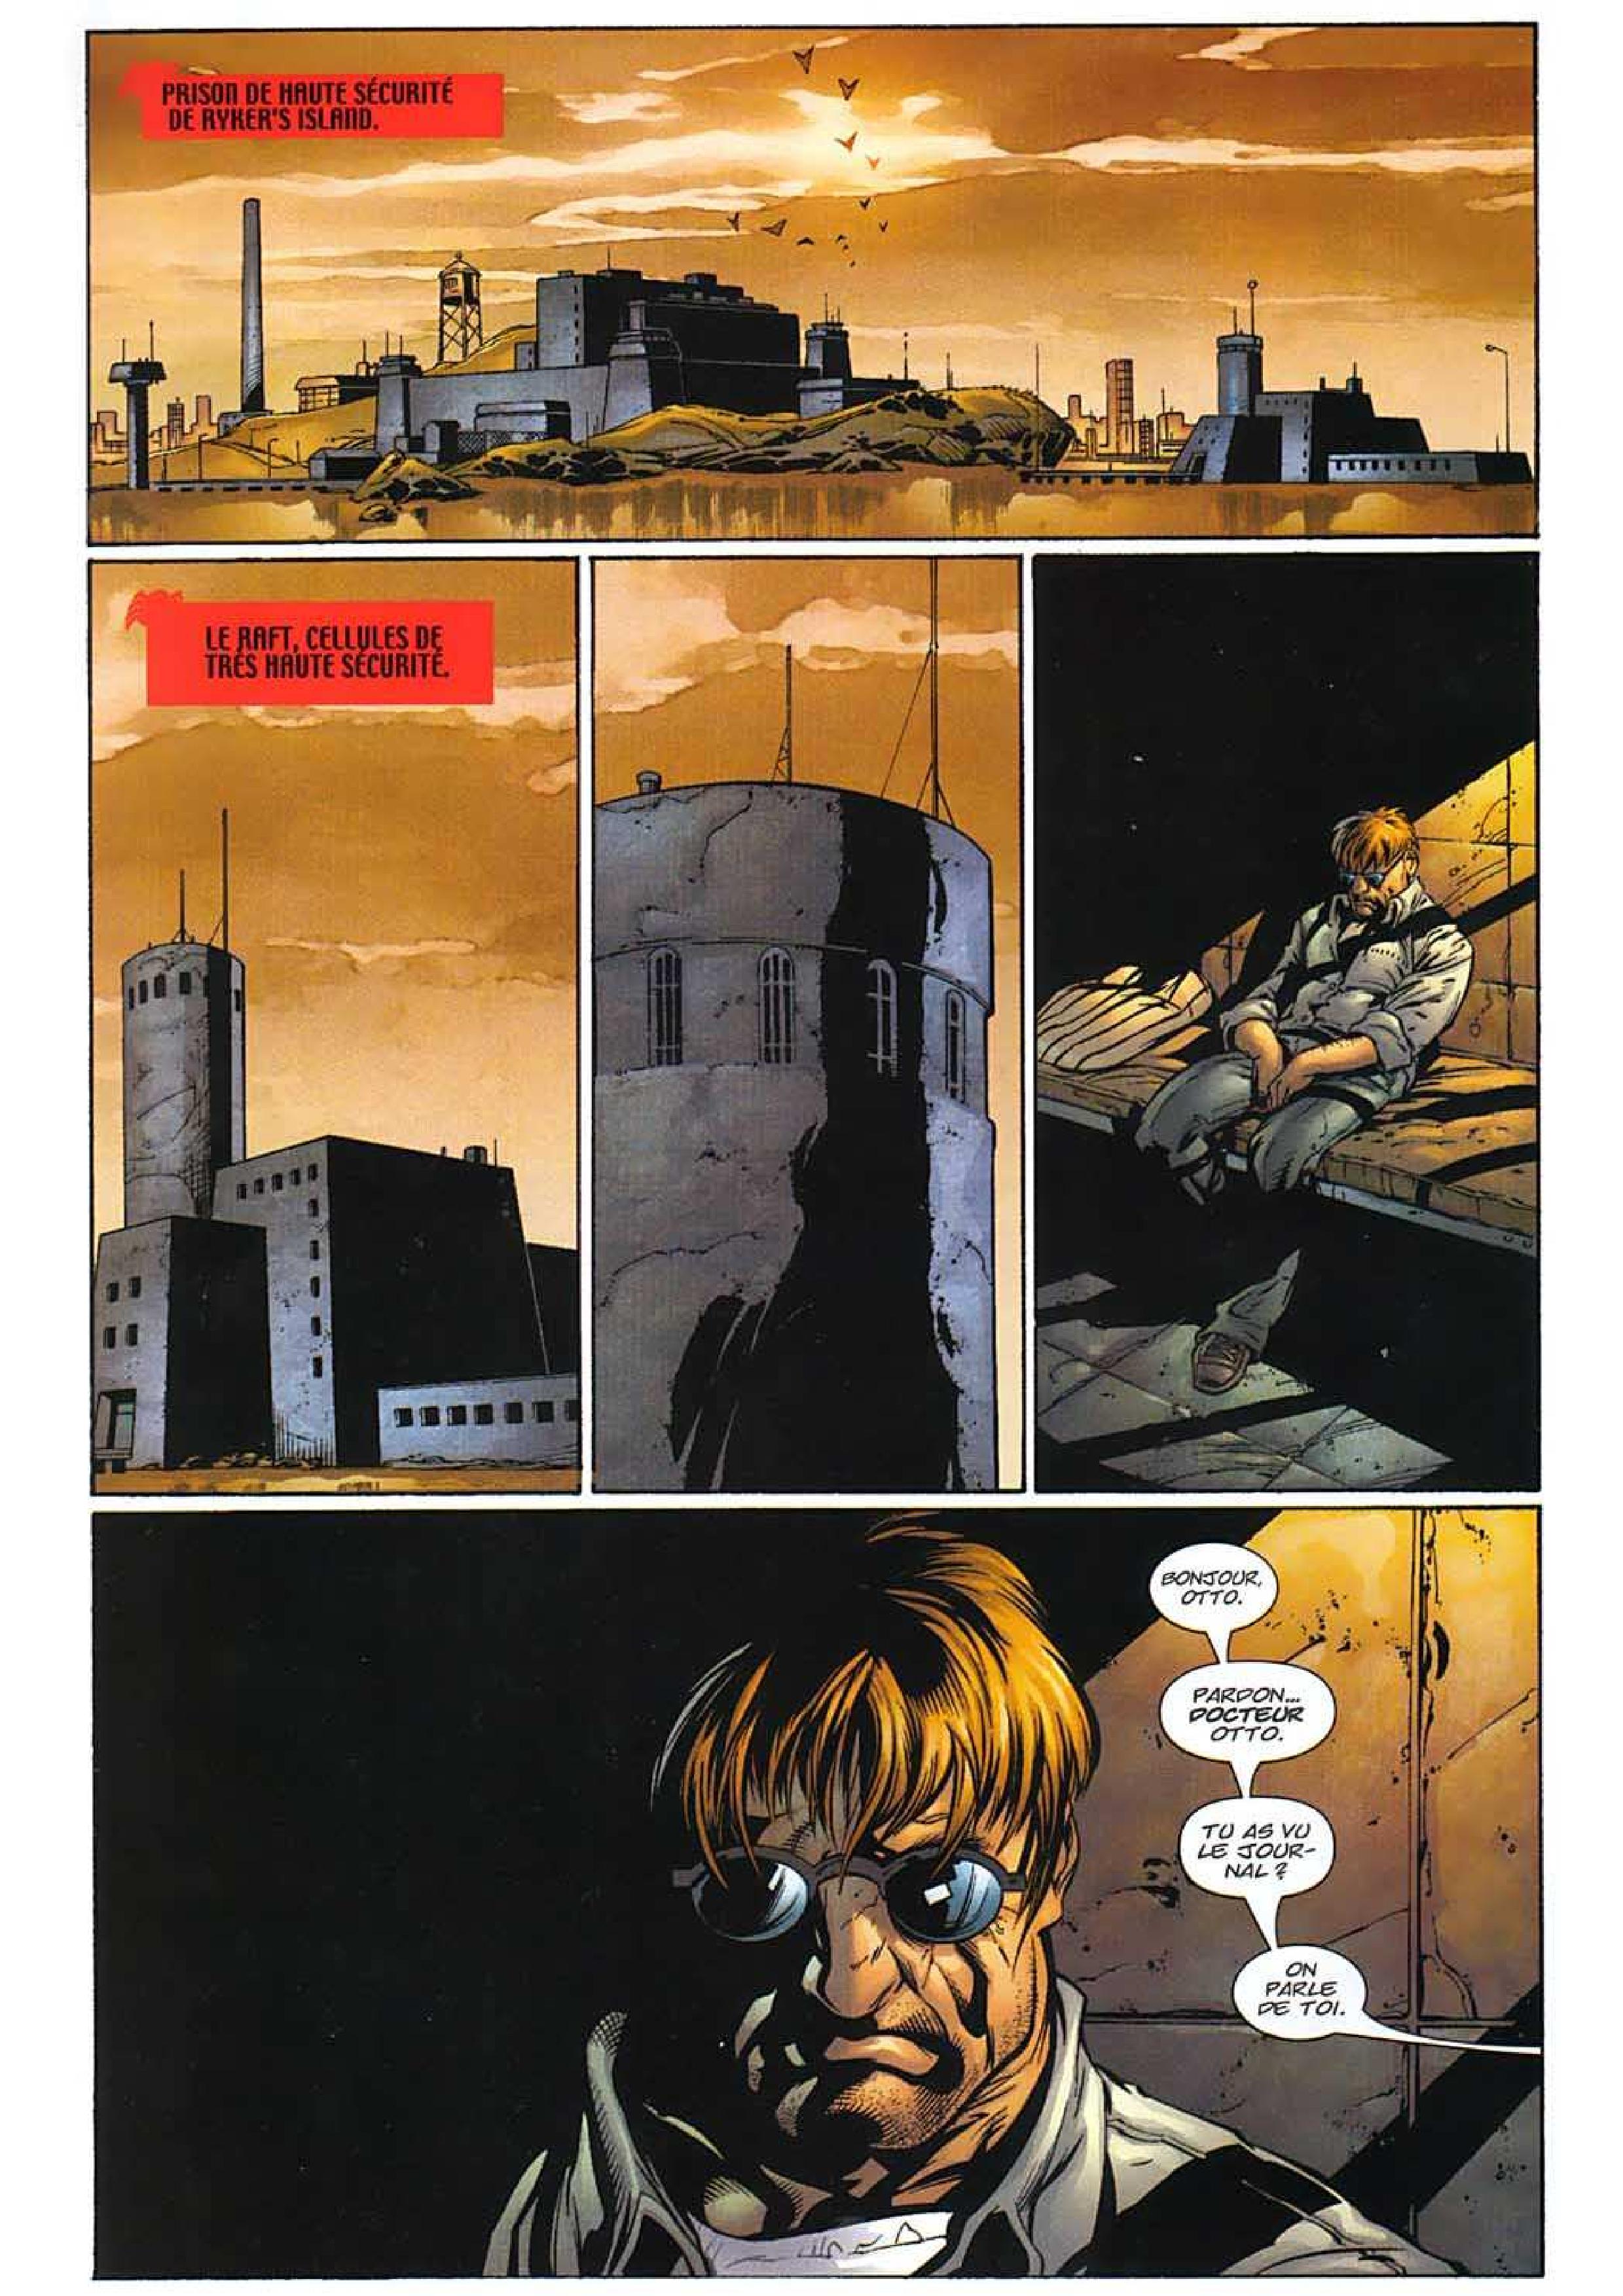 PRISON DE HAUTE SÉCURITÉ
DE RYKER'S ISLAND.
LE RAFT, CELLULES DE
TRÉS HAUTE SÉCURITÉ.
BONJOUR,
OTTO.
PARDON...
DOCTEUR
OTTO.
TU AS VU
LE JOUR-
NAL ?
ON
PARLE
DE TOI.